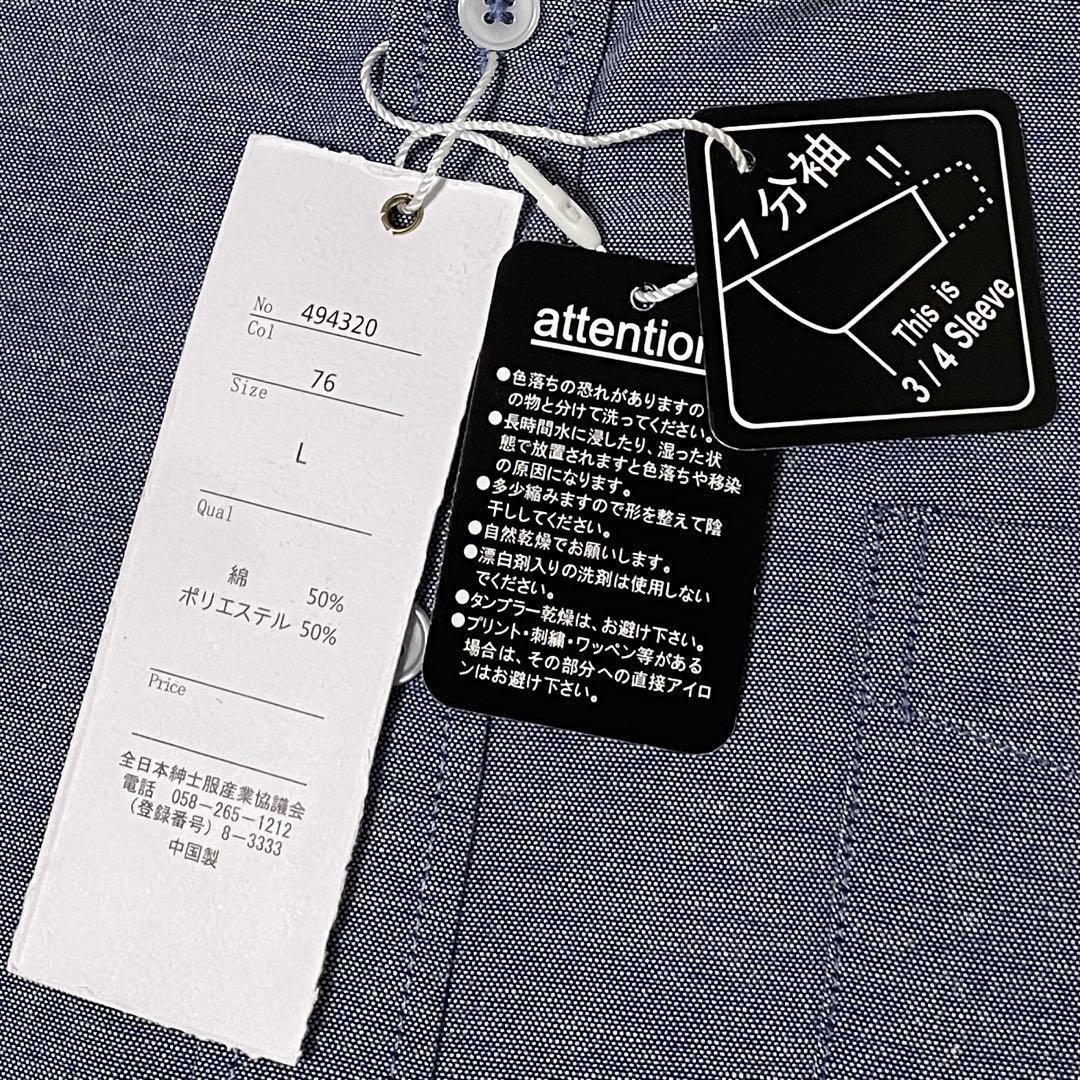 No 494320
Col
76
Size
L
Qual
綿 50%
ポリエステル 50%
Price
全日本紳士服産業協議会
電話 058-265-1212
(登録番号) 8-3333
中国製
attention
●色落ちの恐れがありますの
の物と分けて洗ってください。
●長時間水に浸したり、湿った状
態で放置されますと色落ちや移染
の原因になります。
●多少縮みますので形を整えて陰
干ししてください。
●自然乾燥でお願いします。
●漂白剤入りの洗剤は使用しない
でください。
●タンブラー乾燥は、お避け下さい。
●プリント・刺繍・ワッペン等がある
場合は、その部分への直接アイロ
ンはお避け下さい。
7分袖!!
This is
3/4 Sleeve